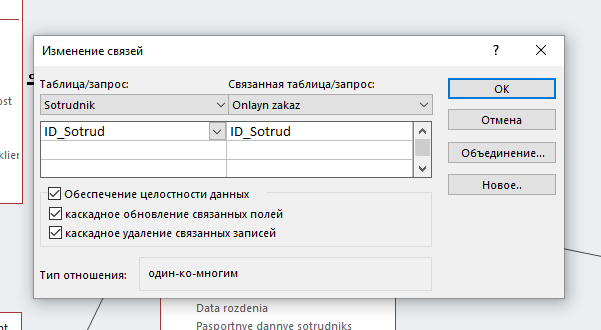 Изменение связей
?
Таблица/запрос:
Связанная таблица/запрос:
Sotrudnik
Onlayn zakaz
ID_Sotrud
ID_Sotrud
Обеспечение целостности данных
каскадное обновление связанных полей
каскадное удаление связанных записей
Тип отношения:
один-ко-многим
ОК
Отмена
Объединение...
Новое..
ost
klien
nt
Data rozdenia
Pasportnye dannye sotrudniks